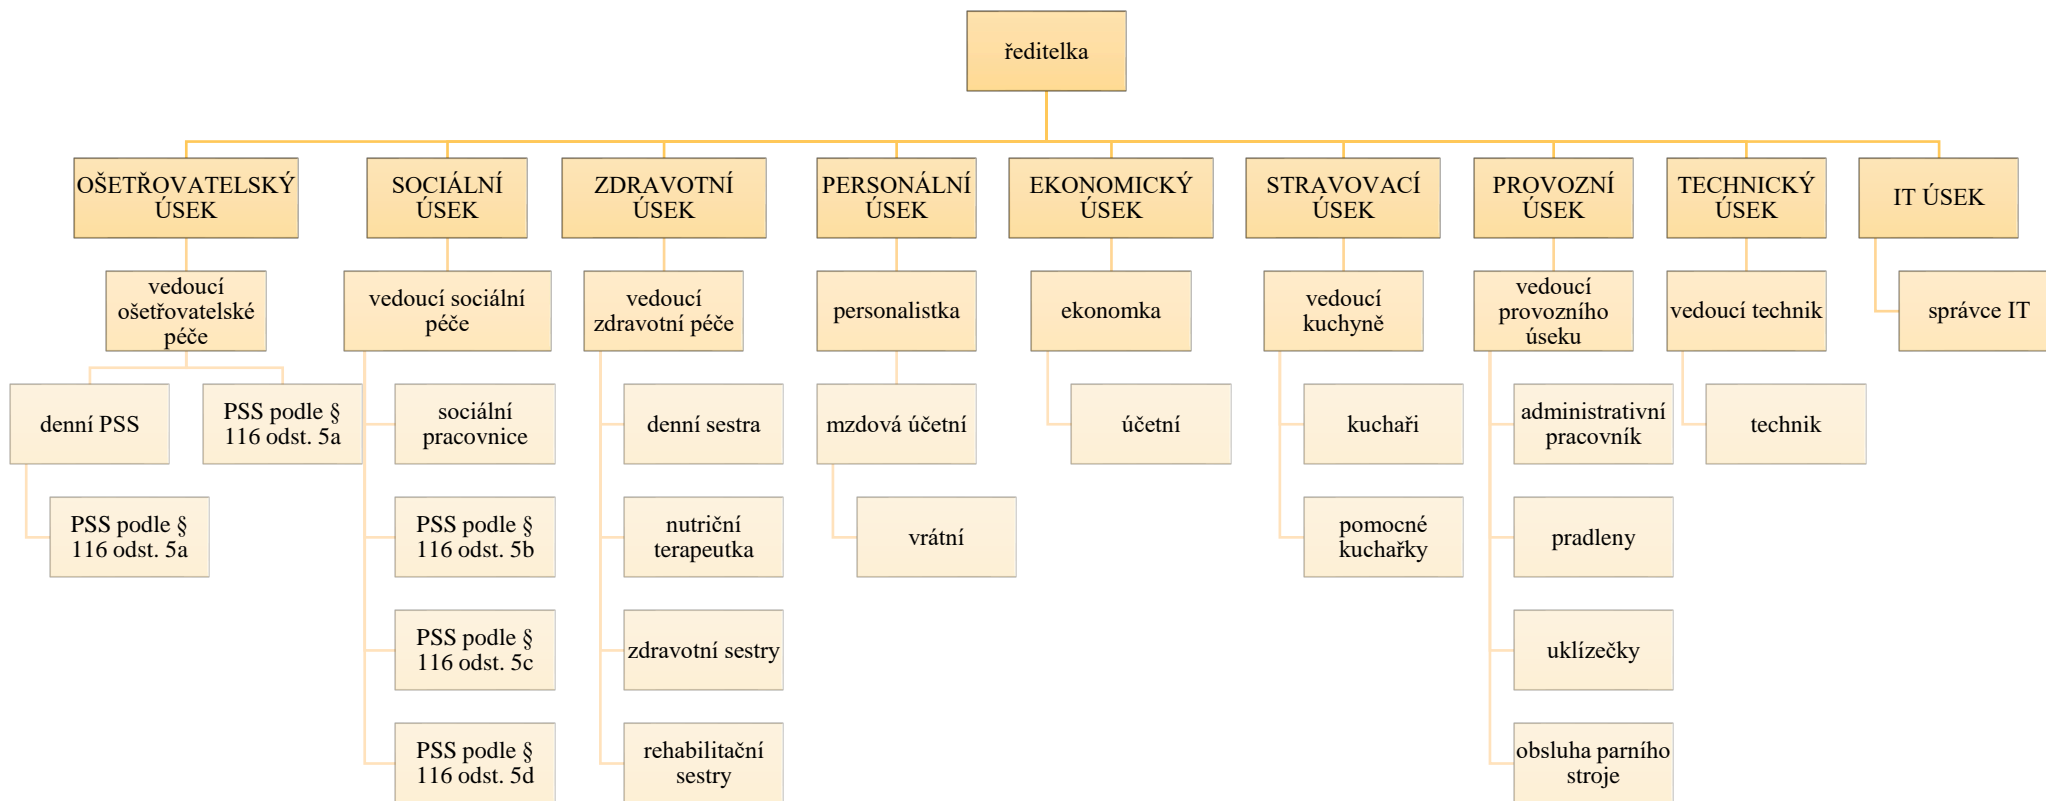 ředitelka
OŠETŘOVATELSKÝ
ÚSEK
SOCIÁLNÍ
ÚSEK
ZDRAVOTNÍ
ÚSEK
PERSONÁLNÍ
ÚSEK
EKONOMICKÝ
ÚSEK
STRAVOVACÍ
ÚSEK
PROVOZNÍ
ÚSEK
TECHNICKÝ
ÚSEK
IT ÚSEK
vedoucí
ošetřovatelské
péče
vedoucí sociální
péče
vedoucí
zdravotní péče
personalistka
ekonomka
vedoucí
kuchyně
vedoucí
provozního
úseku
vedoucí technik
správce IT
denní PSS
PSS podle §
116 odst. 5a
sociální
pracovnice
denní sestra
mzdová účetní
účetní
kuchaři
administrativní
pracovník
technik
PSS podle §
116 odst. 5a
PSS podle §
116 odst. 5b
nutriční
terapeutka
vrátní
pomocné
kuchařky
pradleny
PSS podle §
116 odst. 5c
zdravotní sestry
uklízečky
PSS podle §
116 odst. 5d
rehabilitační
sestry
obsluha parního
stroje